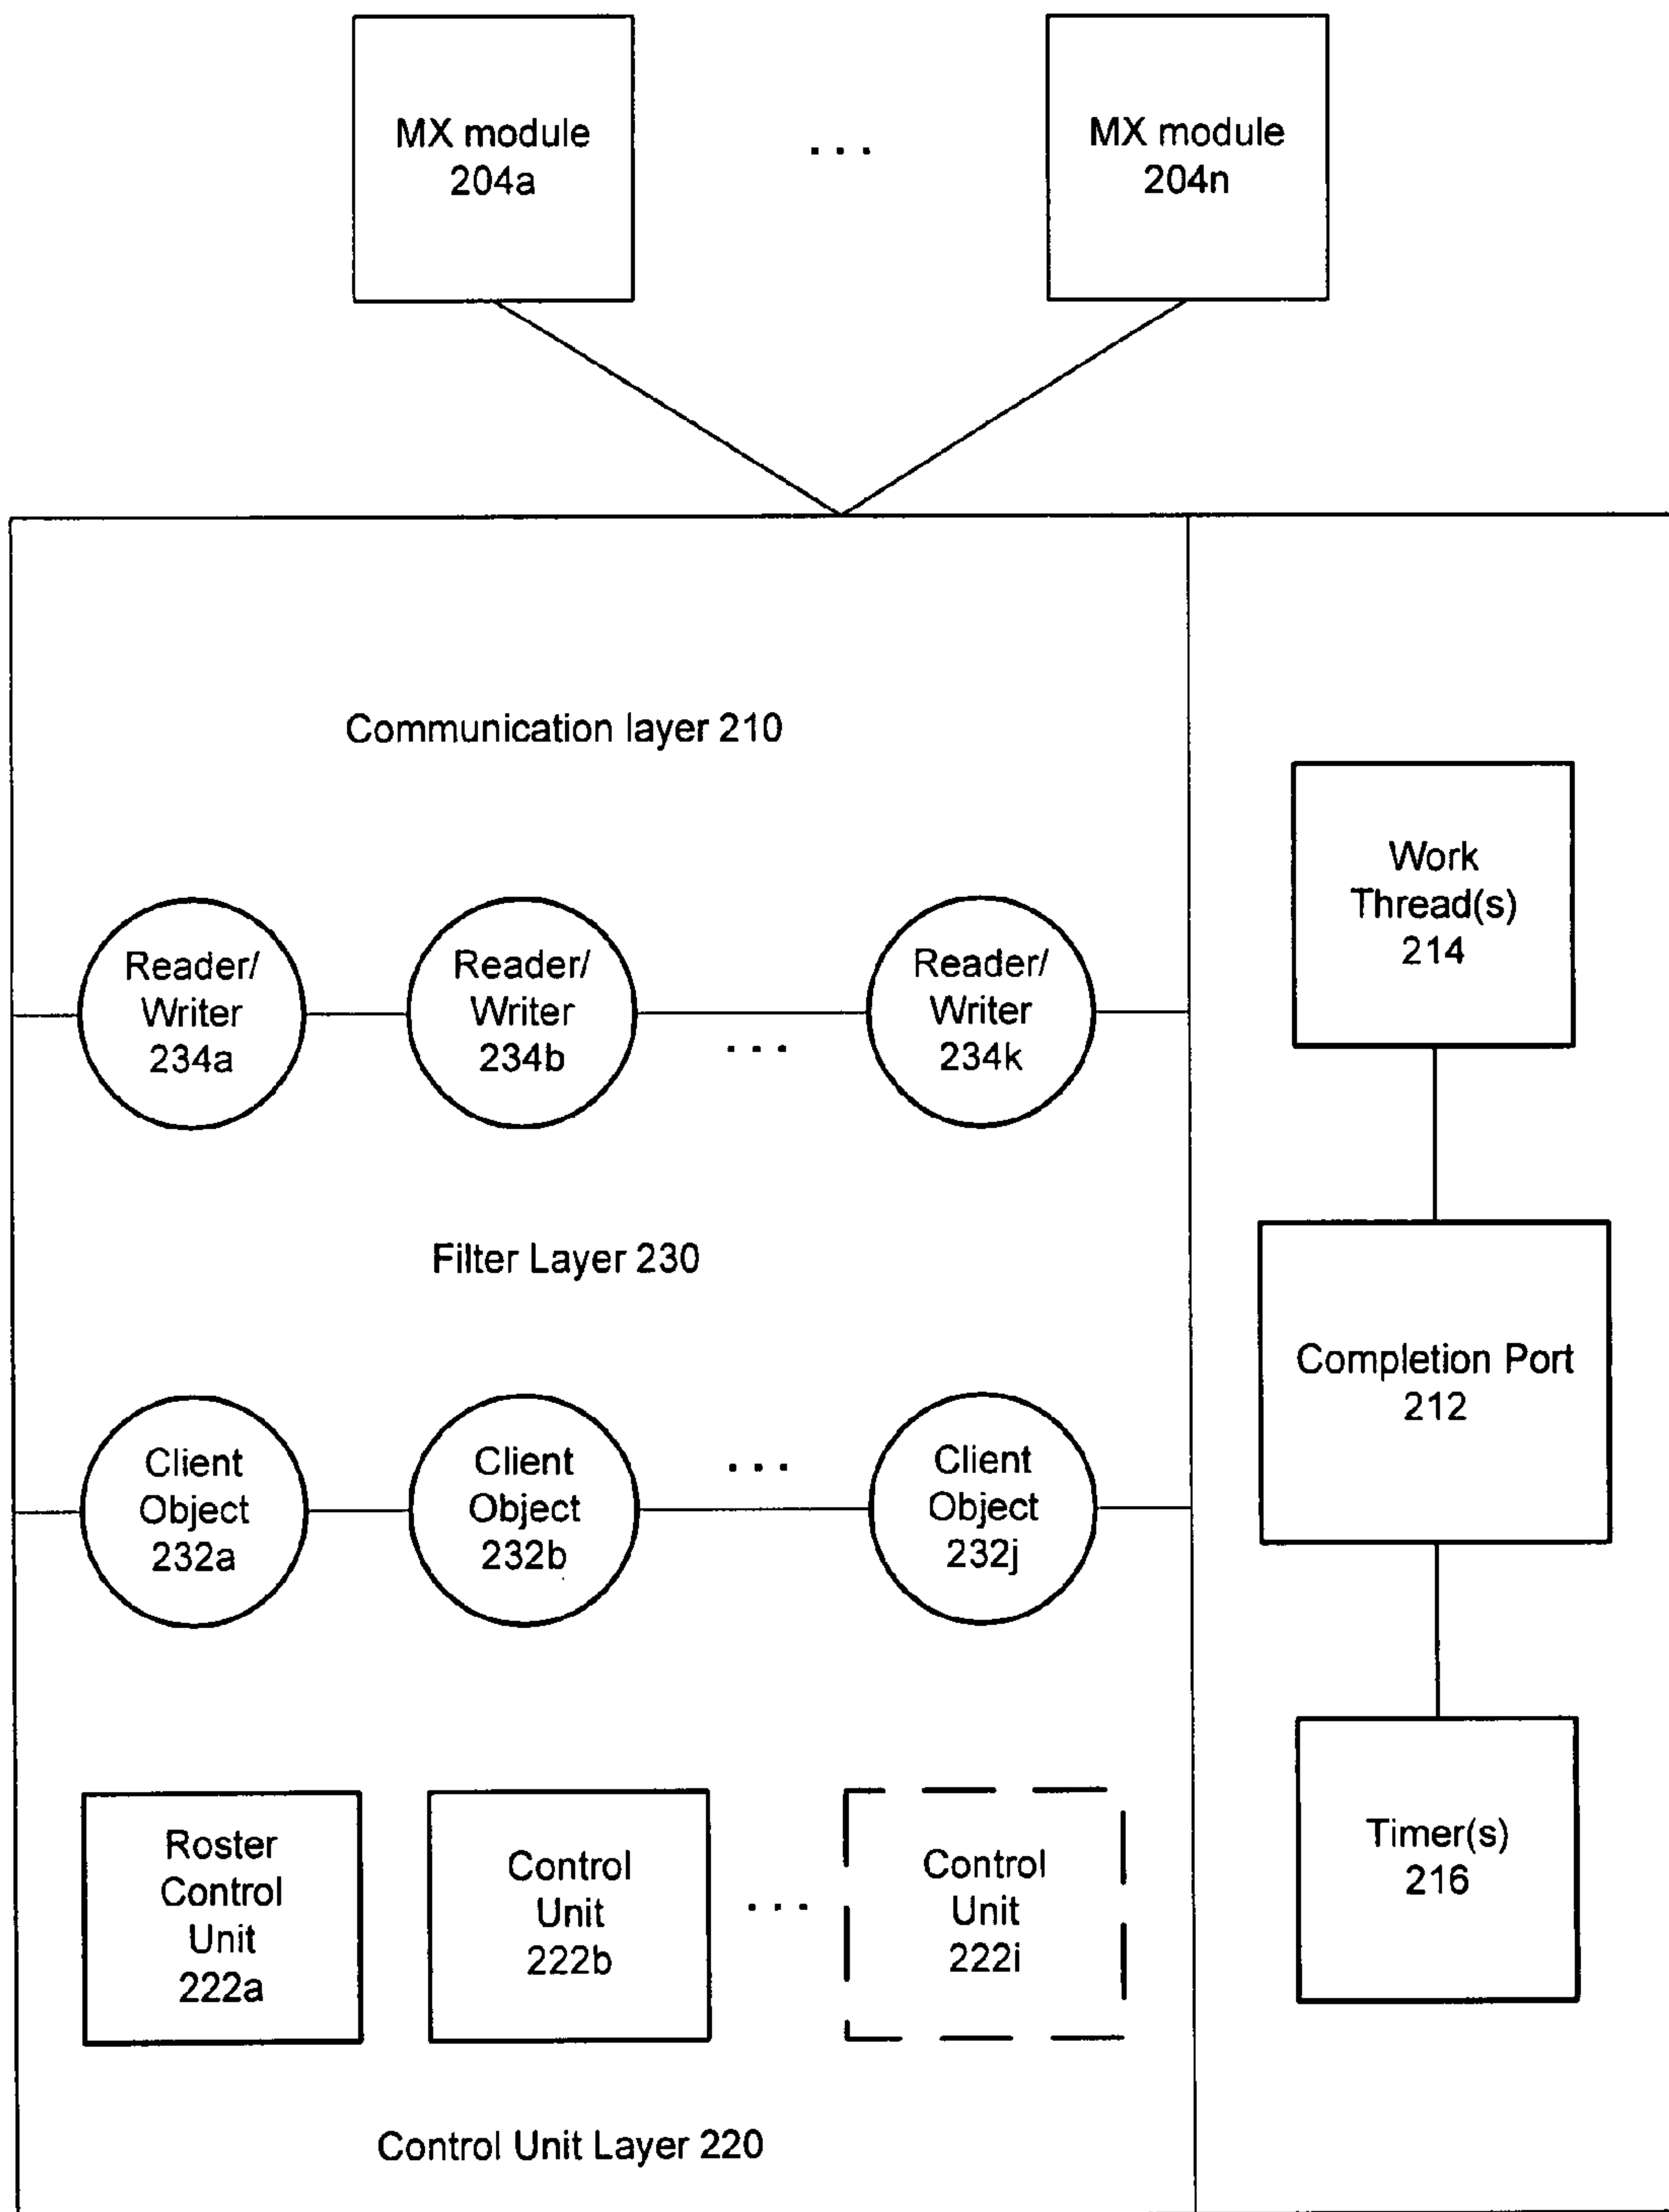 MX module
204a
. . .
MX module
204n
Communication layer 210
Reader/
Writer
234a
Reader/
Writer
234b
. . .
Reader/
Writer
234k
Filter Layer 230
Client
Object
232a
Client
Object
232b
. . .
Client
Object
232j
Roster
Control
Unit
222a
Control
Unit
222b
. . .
Control
Unit
222i
Control Unit Layer 220
Work
Thread(s)
214
Completion Port
212
Timer(s)
216